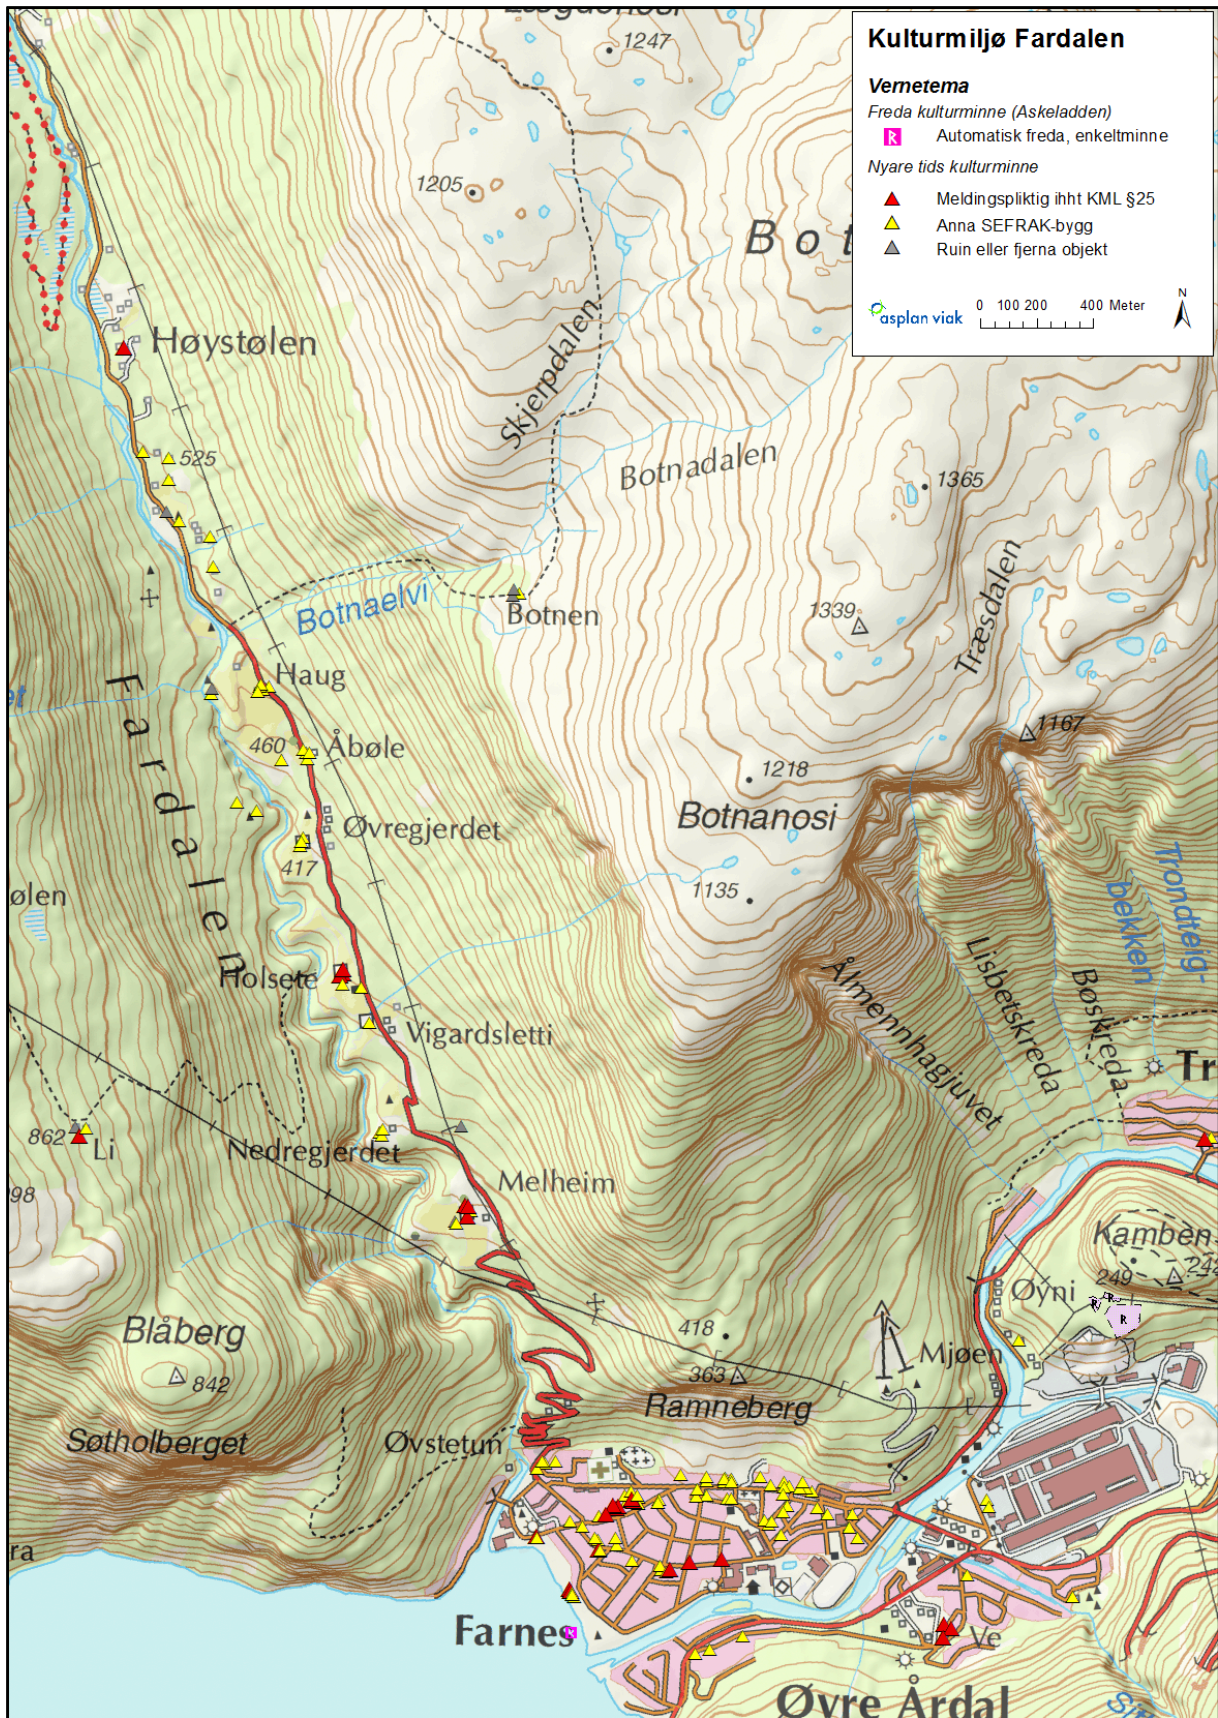 Kulturmiljø Fardalen
Vernetema
Freda kulturminne (Askeladden)
R Automatisk freda, enkeltminne
Nyare tids kulturminne
Meldingspliktig ihht KML §25
Anna SEFRAK-bygg
Ruin eller fjerna objekt
asplan viak
0 100 200 400 Meter
N
1247
1205
Bot
Høystølen
Skjerpdalen
Botnadalen
525
1365
Træsdalen
Botnaelvi
Botnen
1339
Haug
Fardalen
1167
460
Åbøle
1218
Botnanosi
Øvregjerdet
417
1135
ølen
Trondteig-
bekken
Holsete
Ålmennhagjuvet
Lisbetskreda
Bøskreda
Vigardsletti
Tr
862
Li
Nedregjerdet
Melheim
98
Kamben
249
242
Øyni
R
R
R
Blåberg
842
418
363
Mjøen
Ramneberg
Søtholberget
Øvstetun
ra
Farnes
R
Ve
Øvre Årdal